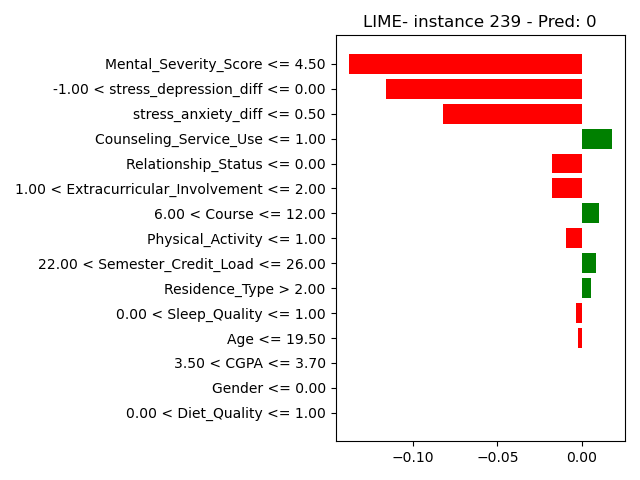 LIME- instance 239 - Pred: 0
Mental_Severity_Score <= 4.50
-1.00 < stress_depression_diff <= 0.00
stress_anxiety_diff <= 0.50
Counseling_Service_Use <= 1.00
Relationship_Status <= 0.00
1.00 < Extracurricular_Involvement <= 2.00
6.00 < Course <= 12.00
Physical_Activity <= 1.00
22.00 < Semester_Credit_Load <= 26.00
Residence_Type > 2.00
0.00 < Sleep_Quality <= 1.00
Age <= 19.50
3.50 < CGPA <= 3.70
Gender <= 0.00
0.00 < Diet_Quality <= 1.00
−0.10 −0.05 0.00